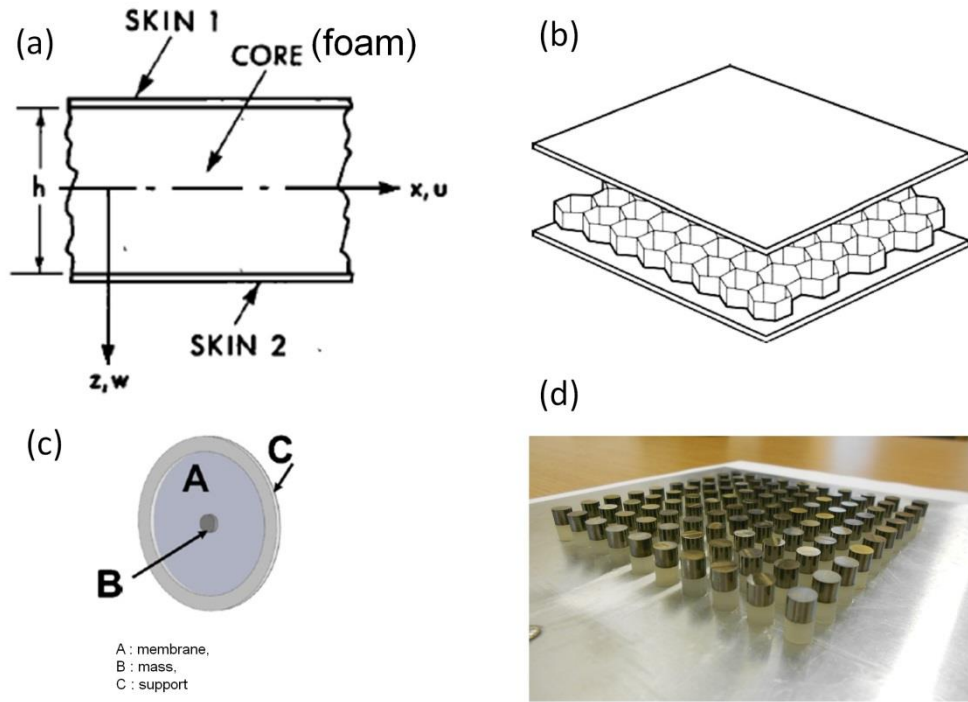 (a)
SKIN 1
CORE (foam)
h
x, u
SKIN 2
z, w
(b)
(c)
A
C
B
A : membrane,
B : mass,
C : support
(d)